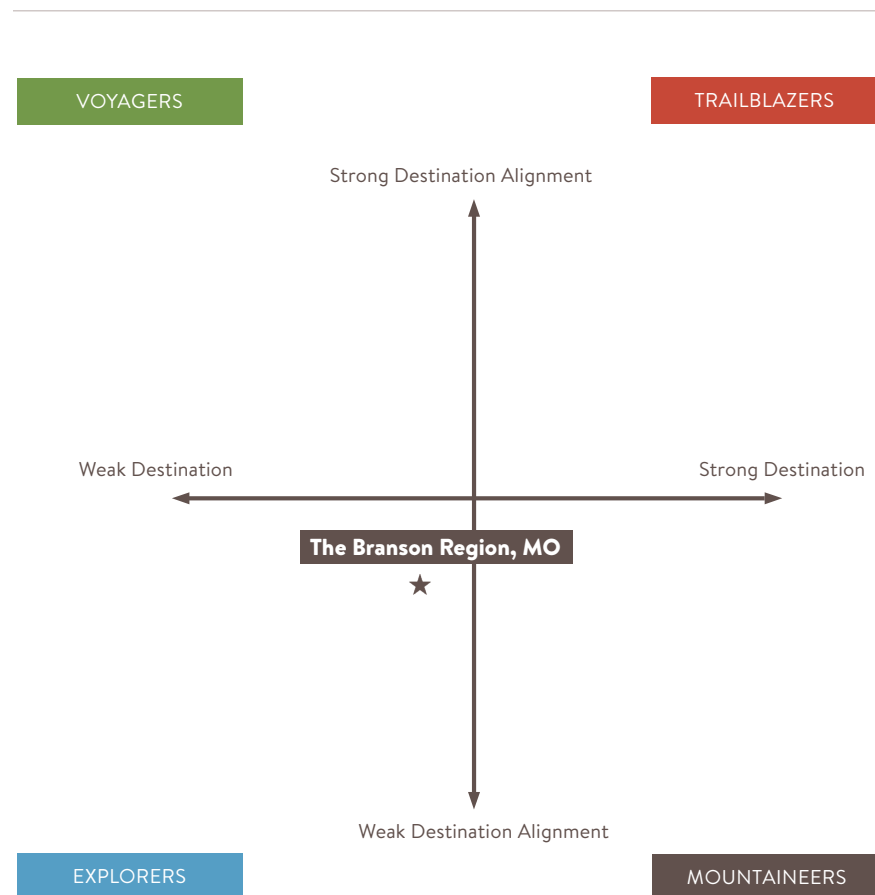 VOYAGERS
TRAILBLAZERS
Strong Destination Alignment
Weak Destination
Strong Destination
The Branson Region, MO
Weak Destination Alignment
EXPLORERS
MOUNTAINEERS